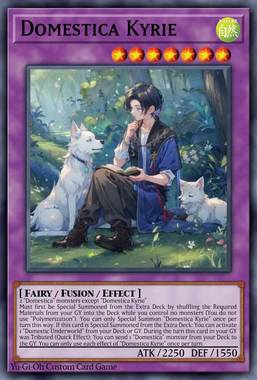 DOMESTICA KYRIE
自然
[ Fairy / Fusion / Effect ]
2 "Domestica" monsters except "Domestica Kyrie"
Must first be Special Summoned from the Extra Deck by shuffling the Required
Materials from your GY into the Deck while you control no monsters (You do not
use "Polymerization"). You can only Special Summon "Domestica Kyrie" once per
turn this way. If this card is Special Summoned from the Extra Deck: You can activate
1 "Domestic Underworld" from your Deck or GY. During the turn this card in your GY
was Tributed (Quick Effect): You can send 1 "Domestica" monster from your Deck to
the GY. You can only use each effect of "Domestica Kyrie" once per turn.
ATK / 2250 DEF / 1550
Yu-Gi-Oh Custom Card Game